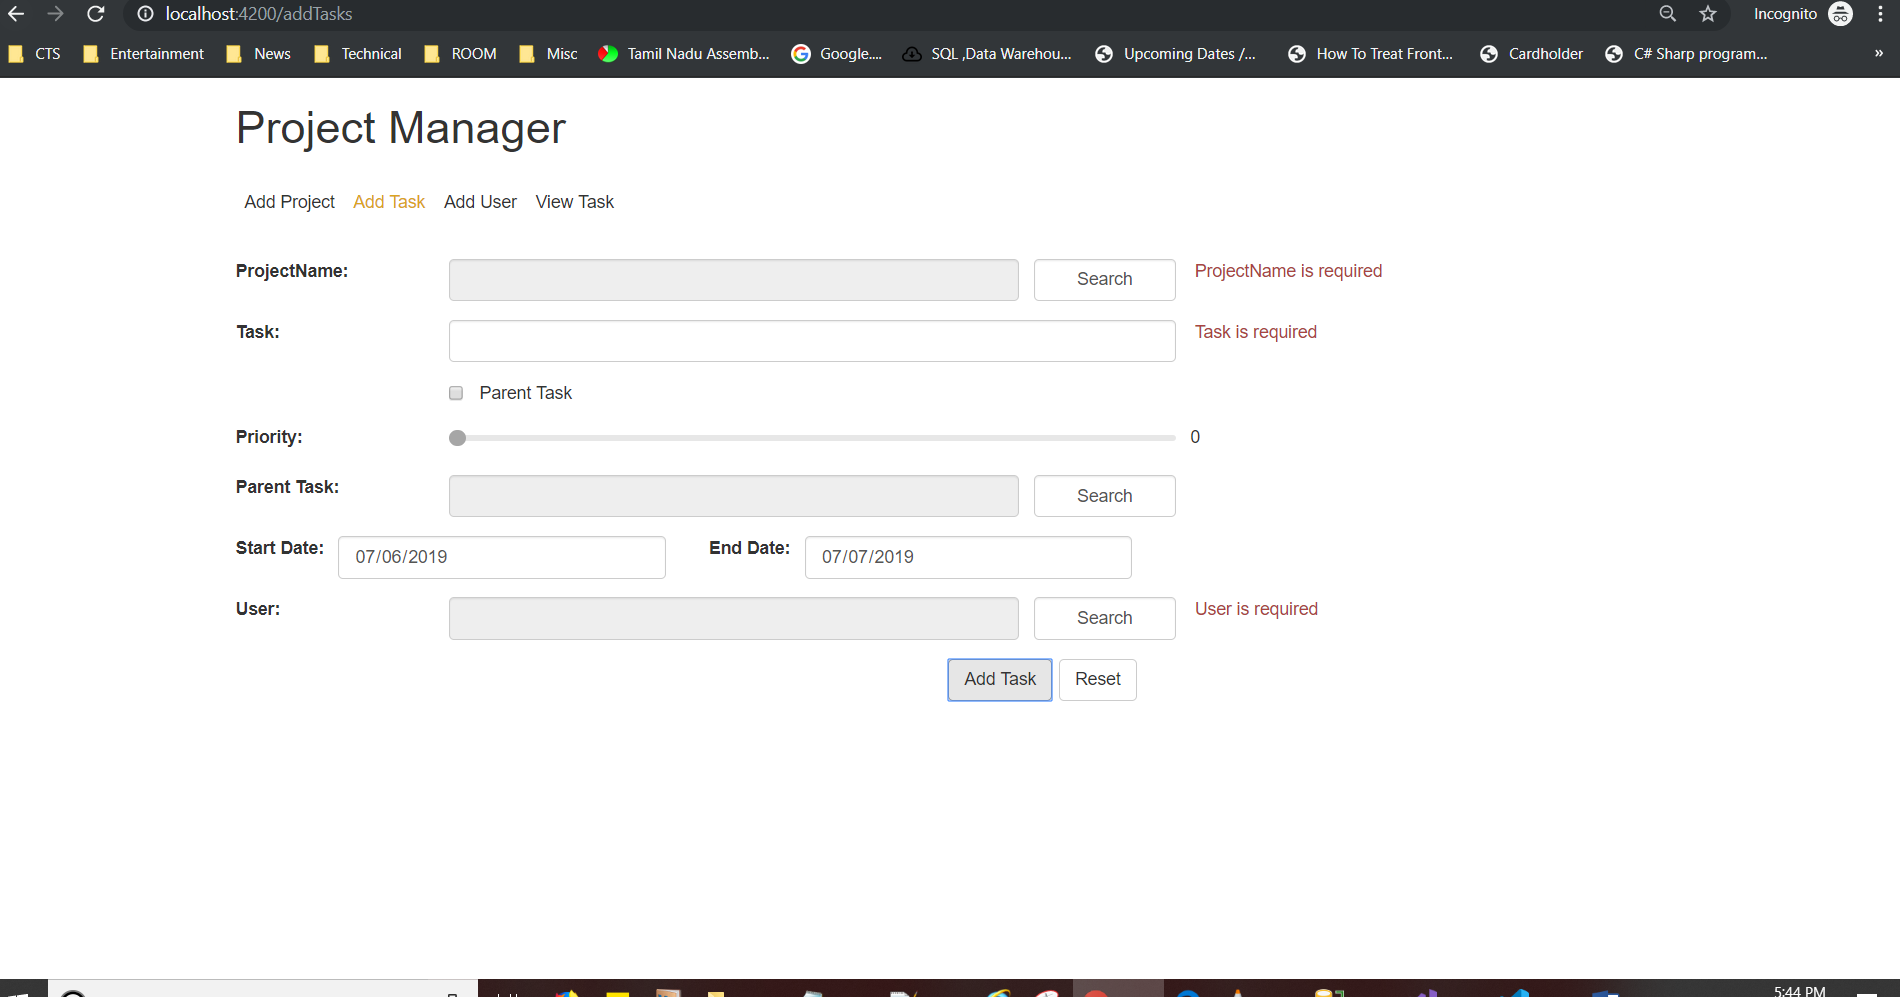 localhost:4200/addTasks Incognito
CTS Entertainment News Technical ROOM Misc Tamil Nadu Assemb... Google.... SQL ,Data Warehou... Upcoming Dates /... How To Treat Front... Cardholder C# Sharp program... »
Project Manager
Add Project Add Task Add User View Task
ProjectName: Search ProjectName is required
Task: Task is required
Parent Task
Priority: 0
Parent Task: Search
Start Date: 07/06/2019 End Date: 07/07/2019
User: Search User is required
Add Task Reset
5:44 PM